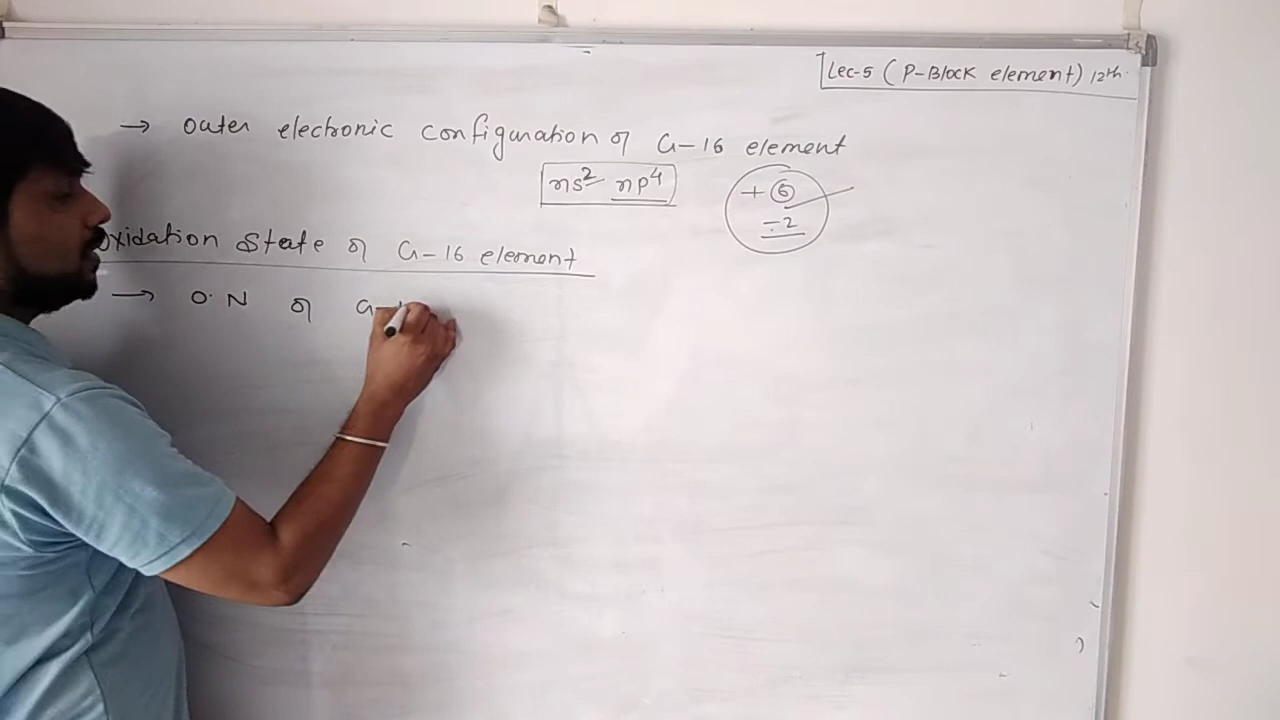 Lec-5 (P-Block element) 12th.
→ Outer electronic configuration of G-16 element
ns² np⁴
+6
-2
Oxidation State of G-16 element
→ O.N of G-1